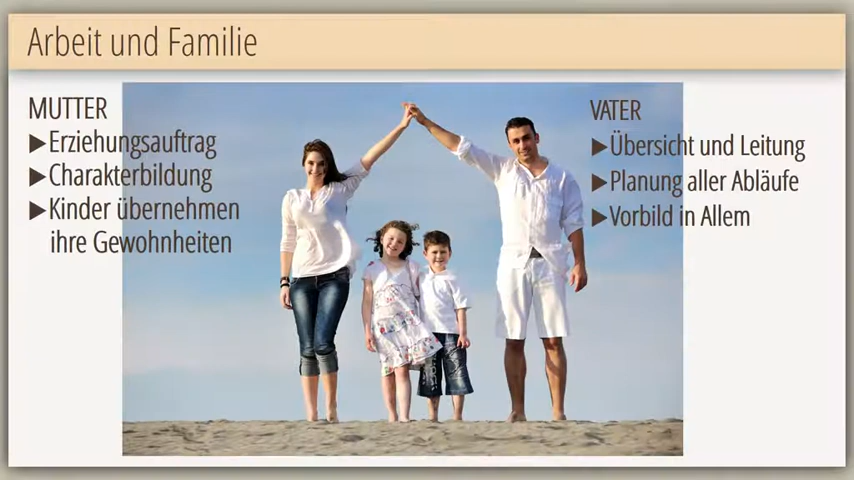 Arbeit und Familie
MUTTER
▶Erziehungsauftrag
▶Charakterbildung
▶Kinder übernehmen
ihre Gewohnheiten
VATER
▶Übersicht und Leitung
▶Planung aller Abläufe
▶Vorbild in Allem